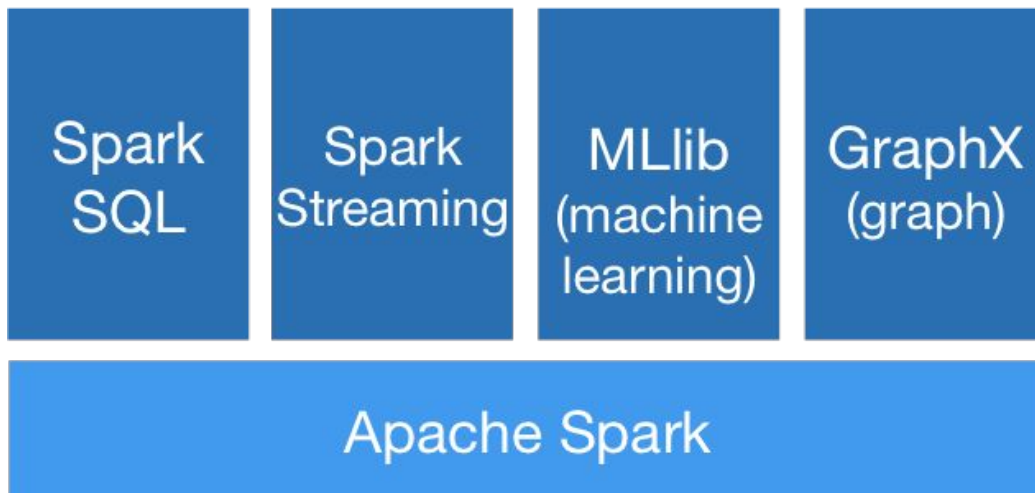 Spark
SQL
Spark
Streaming
MLlib
(machine
learning)
GraphX
(graph)
Apache Spark